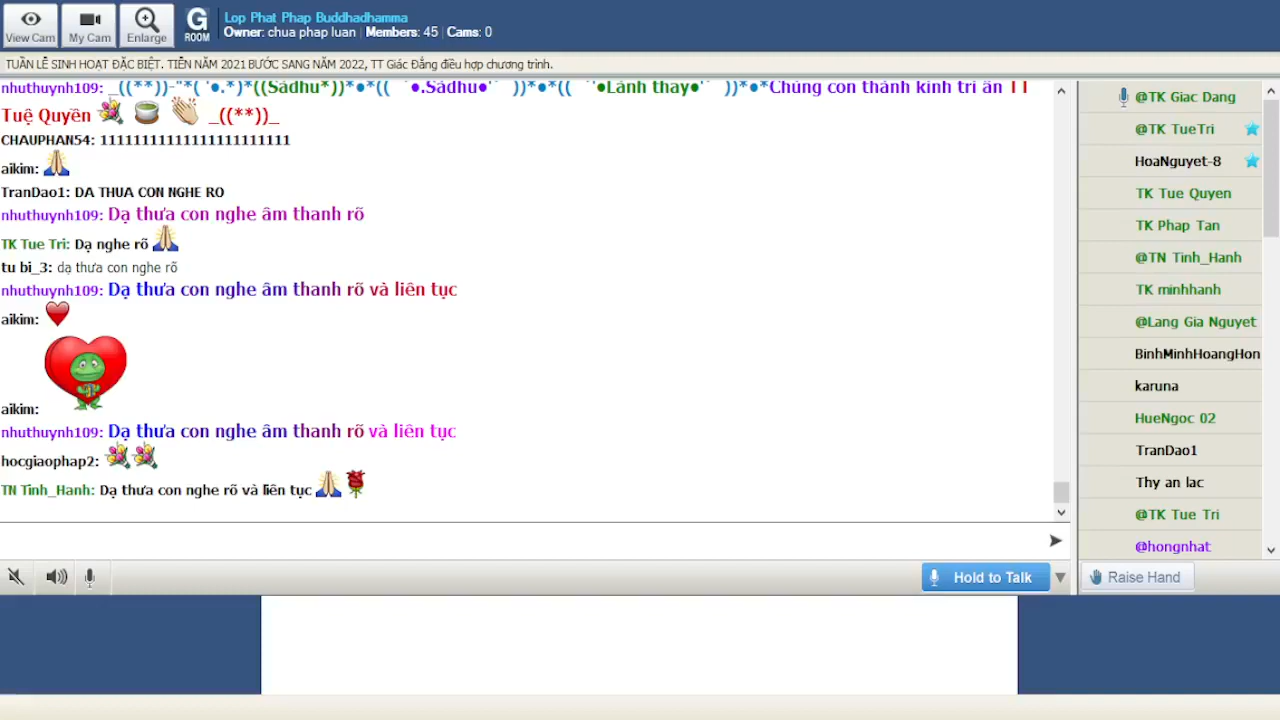 Lop Phat Phap Buddhadhamma
Owner: chua phap luan | Members: 45 | Cams: 0
View Cam
My Cam
Enlarge
G ROOM
TUẦN LỄ SINH HOẠT ĐẶC BIỆT. TIỄN NĂM 2021 BƯỚC SANG NĂM 2022, TT Giác Đẳng điều hợp chương trình.
nhuthuynh109: _((**))-"*( ‛●.*)*((Sādhu*))*●*(( `●.Sādhu●'` ))*●*(( `'●Lành thay●'` ))*●*Chúng con thành kính tri ân TT
Tuệ Quyền _((**))_
CHAUPHAN54: 11111111111111111111111
aikim:
TranDao1: DA THUA CON NGHE RO
nhuthuynh109: Dạ thưa con nghe âm thanh rõ
TK Tue Tri: Dạ nghe rõ
tu bi_3: dạ thưa con nghe rõ
nhuthuynh109: Dạ thưa con nghe âm thanh rõ và liên tục
aikim:
aikim:
nhuthuynh109: Dạ thưa con nghe âm thanh rõ và liên tục
hocgiaophap2:
TN Tinh_Hanh: Dạ thưa con nghe rõ và liên tục
@TK Giac Dang
@TK TueTri
HoaNguyet-8
TK Tue Quyen
TK Phap Tan
@TN Tinh_Hanh
TK minhhanh
@Lang Gia Nguyet
BinhMinhHoangHon
karuna
HueNgoc 02
TranDao1
Thy an lac
@TK Tue Tri
@hongnhat
Hold to Talk
Raise Hand